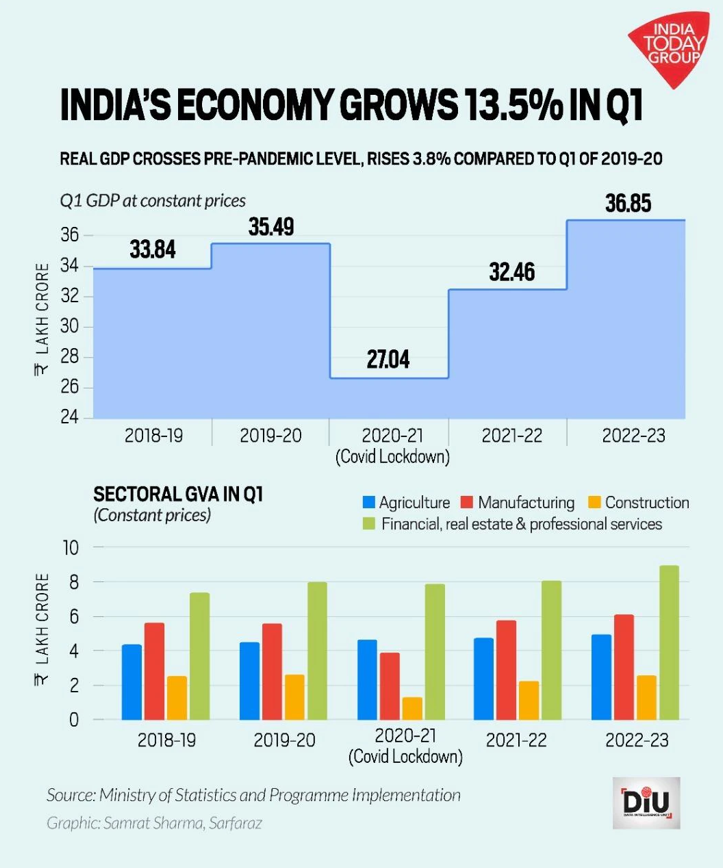 INDIA
TODAY
GROUP
INDIA'S ECONOMY GROWS 13.5% IN Q1
REAL GDP CROSSES PRE-PANDEMIC LEVEL, RISES 3.8% COMPARED TO Q1 OF 2019-20
Q1 GDP at constant prices
₹ LAKH CRORE
36
34
32
30
28
26
24
33.84
35.49
27.04
32.46
36.85
2018-19
2019-20
2020-21
(Covid Lockdown)
2021-22
2022-23
SECTORAL GVA IN Q1
(Constant prices)
Agriculture Manufacturing Construction
Financial, real estate & professional services
₹ LAKH CRORE
10
8
6
4
2
0
2018-19
2019-20
2020-21
(Covid Lockdown)
2021-22
2022-23
Source: Ministry of Statistics and Programme Implementation
Graphic: Samrat Sharma, Sarfaraz
DIU
DATA INTELLIGENCE UNIT